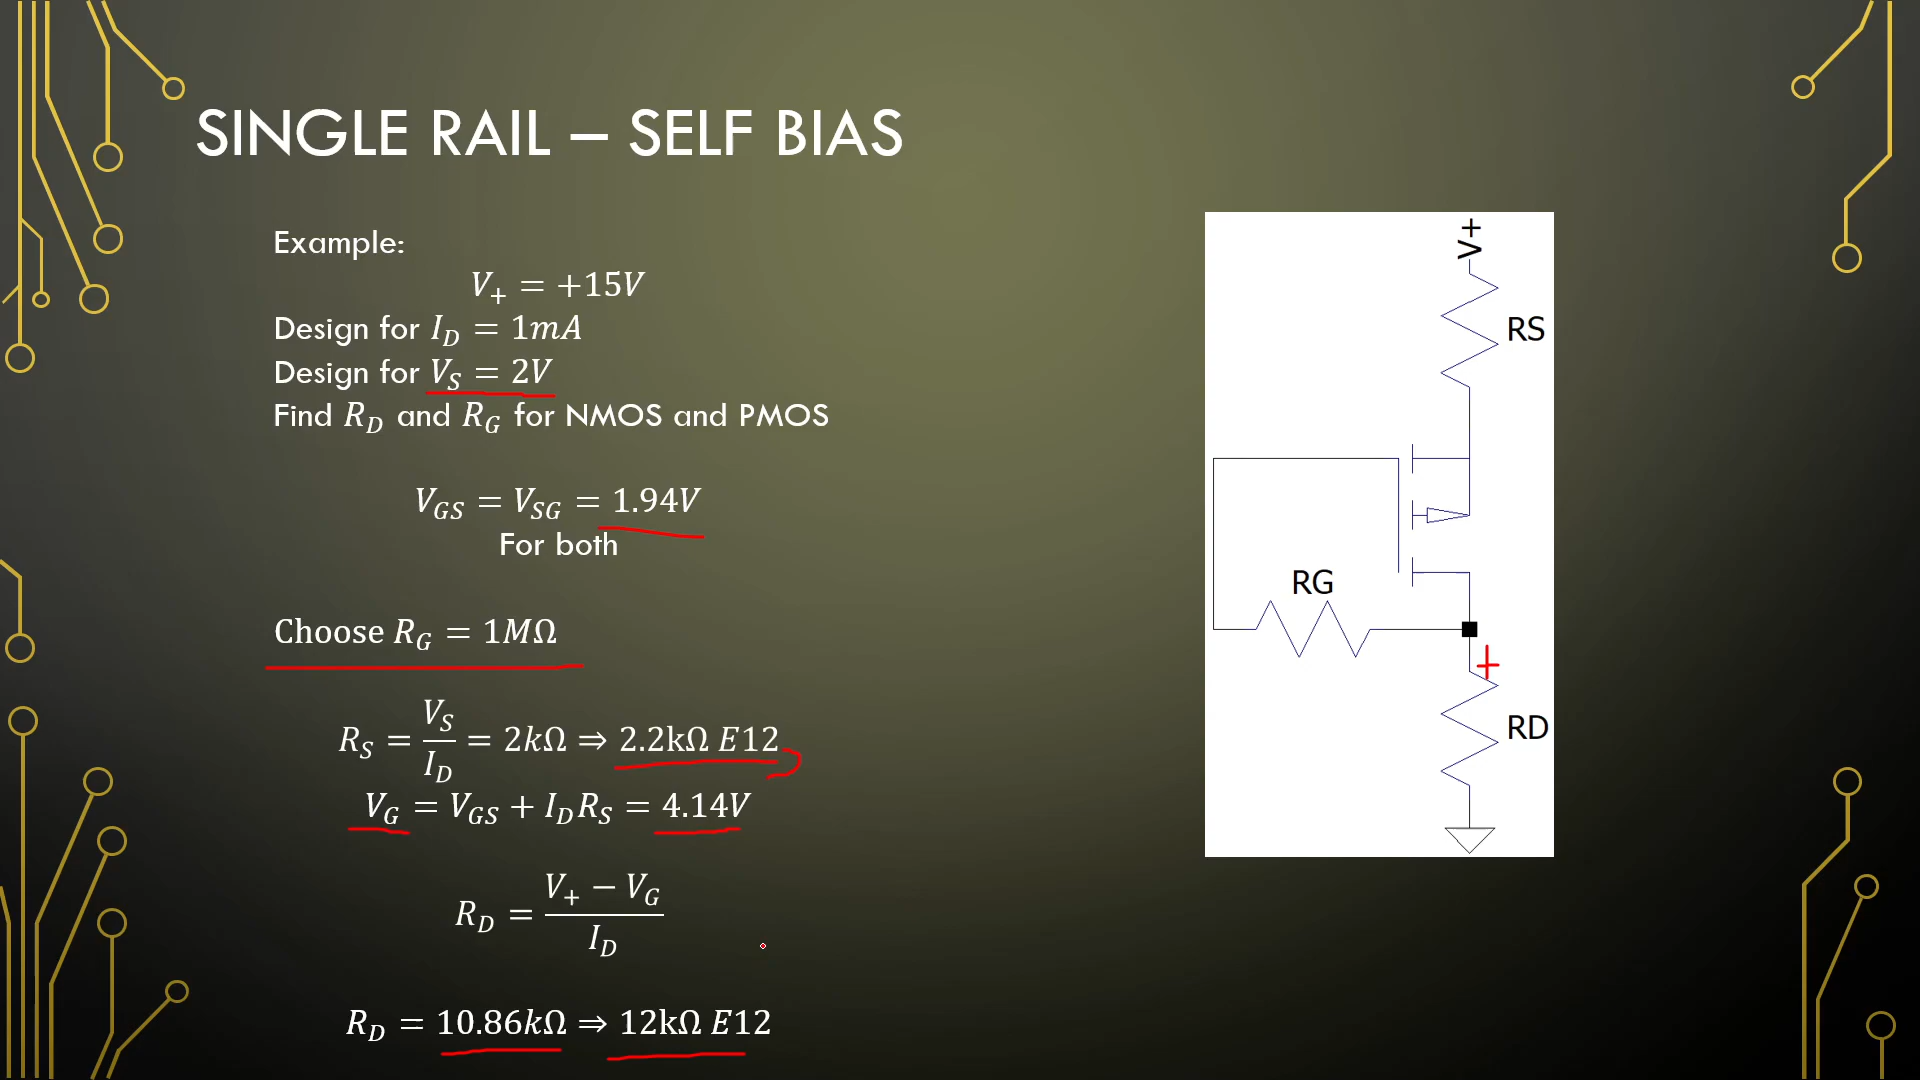 SINGLE RAIL – SELF BIAS
Example:
V₊ = +15V
Design for I_D = 1mA
Design for V_S = 2V
Find R_D and R_G for NMOS and PMOS
V_GS = V_SG = 1.94V
For both
Choose R_G = 1MΩ
R_S = V_S / I_D = 2kΩ ⇒ 2.2kΩ E12
V_G = V_GS + I_D R_S = 4.14V
R_D = (V₊ − V_G) / I_D
R_D = 10.86kΩ ⇒ 12kΩ E12
V+
RS
RG
+
RD